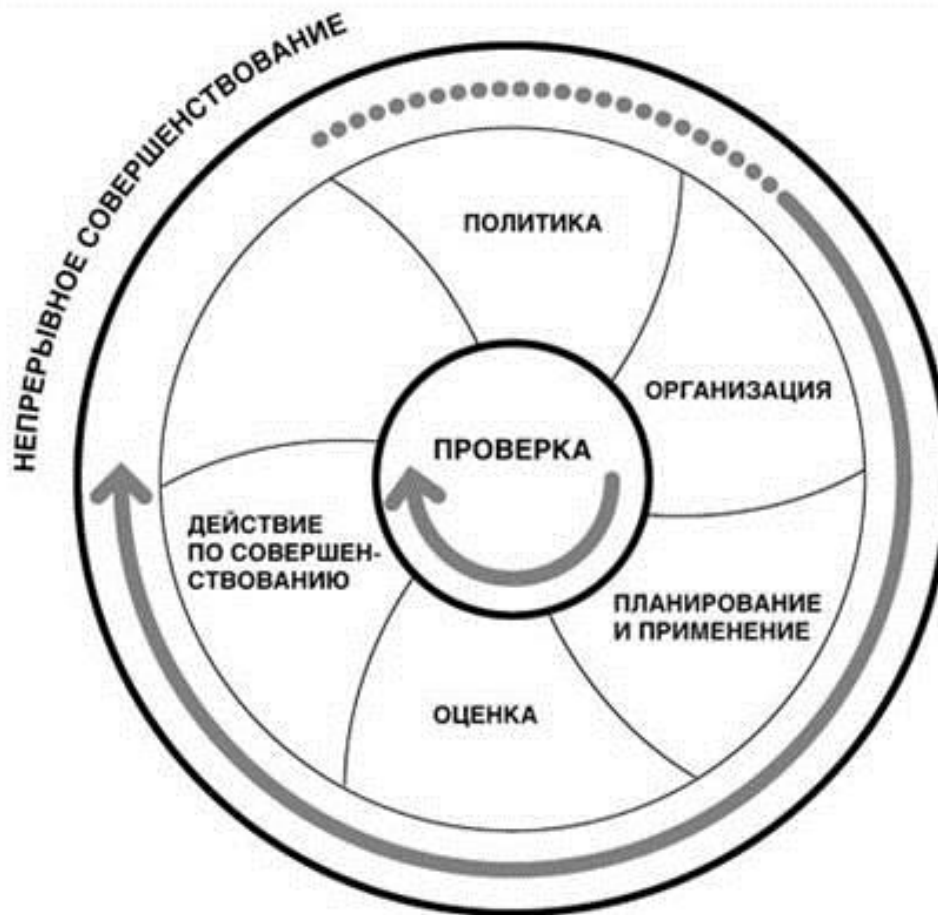 НЕПРЕРЫВНОЕ СОВЕРШЕНСТВОВАНИЕ
ПОЛИТИКА
ОРГАНИЗАЦИЯ
ПРОВЕРКА
ДЕЙСТВИЕ
ПО СОВЕРШЕН-
СТВОВАНИЮ
ПЛАНИРОВАНИЕ
И ПРИМЕНЕНИЕ
ОЦЕНКА